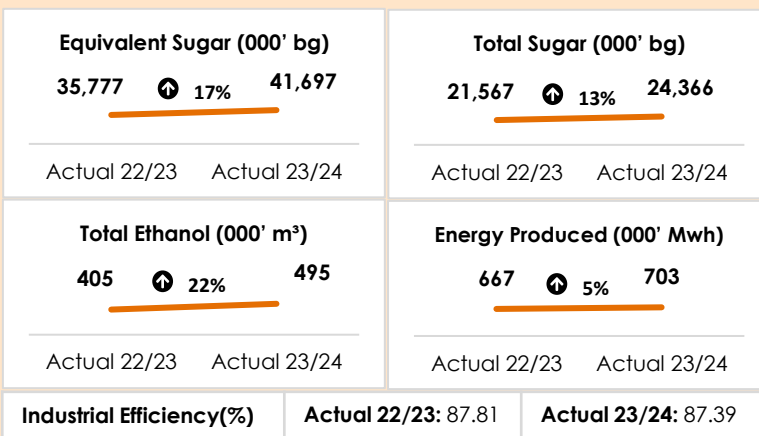 Equivalent Sugar (000' bg)
35,777 17% 41,697
Actual 22/23 Actual 23/24
Total Sugar (000' bg)
21,567 13% 24,366
Actual 22/23 Actual 23/24
Total Ethanol (000' m³)
405 22% 495
Actual 22/23 Actual 23/24
Energy Produced (000' Mwh)
667 5% 703
Actual 22/23 Actual 23/24
Industrial Efficiency(%) Actual 22/23: 87.81 Actual 23/24: 87.39